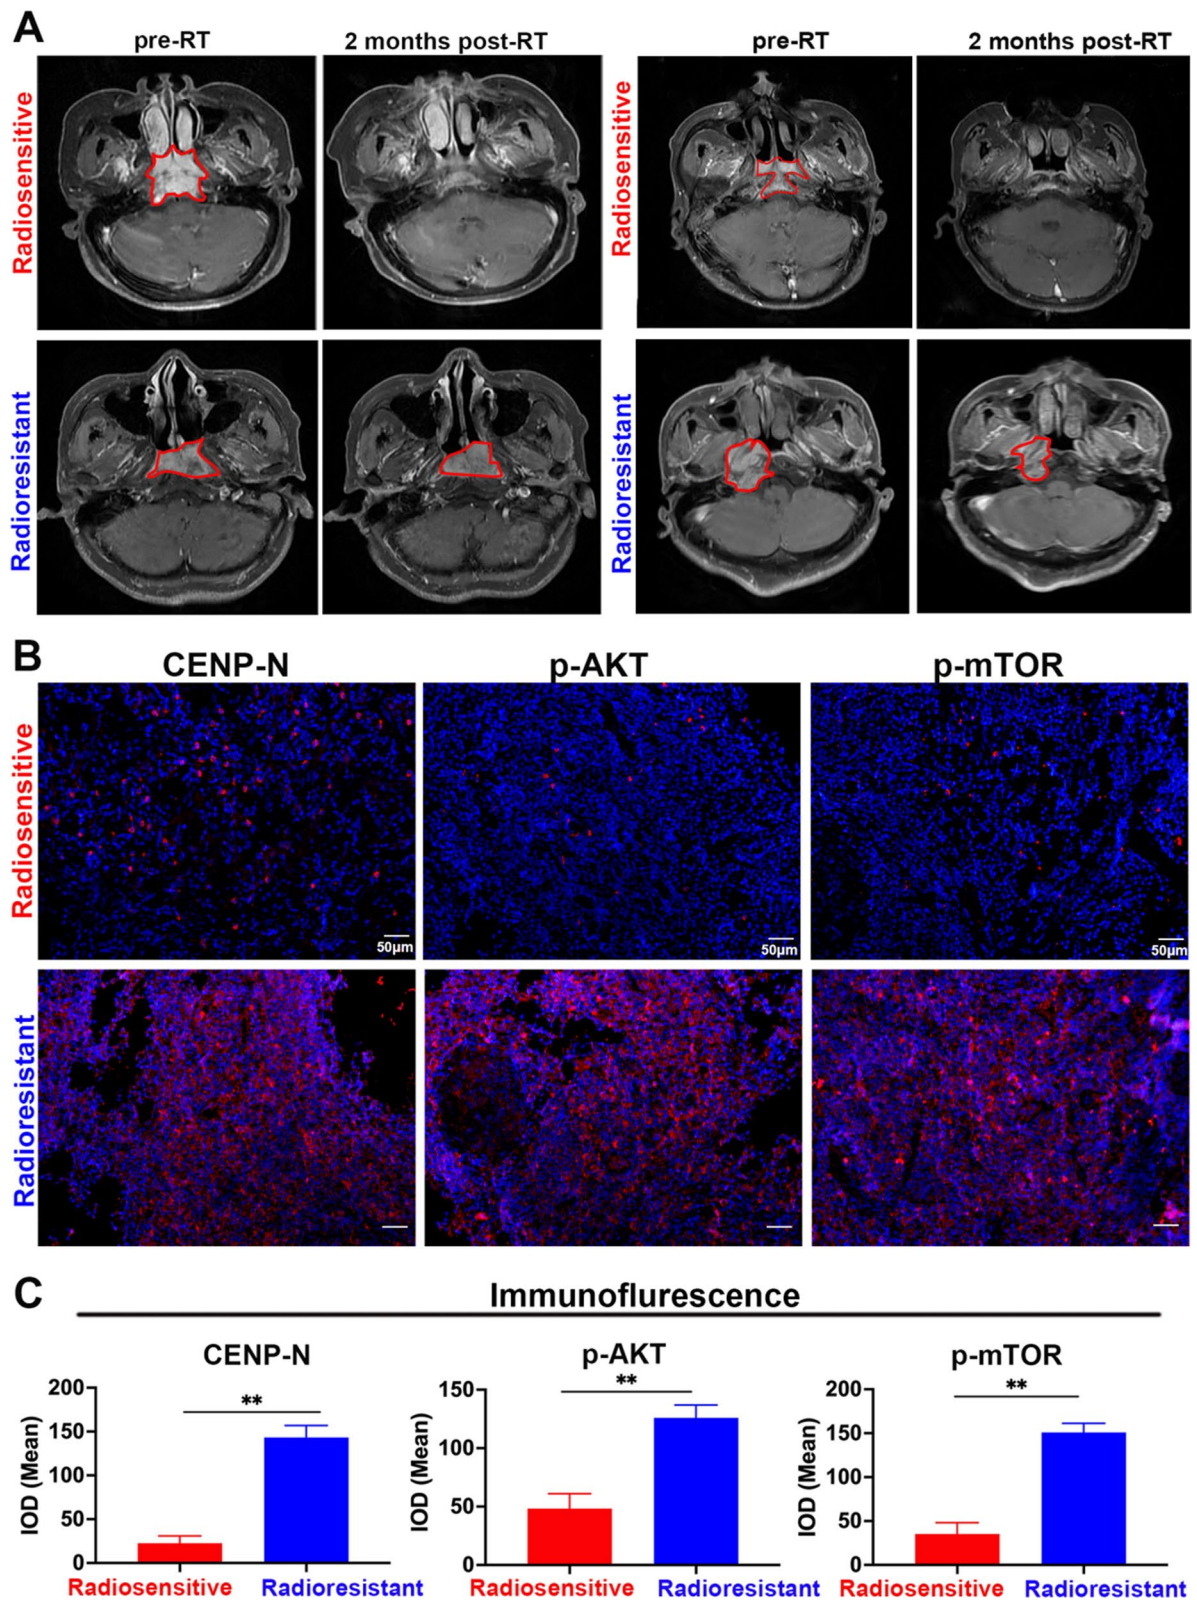 A
pre-RT 2 months post-RT pre-RT 2 months post-RT
Radiosensitive Radiosensitive
Radioresistant Radioresistant
B
CENP-N p-AKT p-mTOR
Radiosensitive
50μm 50μm 50μm
Radioresistant
C
Immunoflurescence
CENP-N
**
IOD (Mean)
200
150
100
50
0
Radiosensitive Radioresistant
p-AKT
**
IOD (Mean)
150
100
50
0
Radiosensitive Radioresistant
p-mTOR
**
IOD (Mean)
200
150
100
50
0
Radiosensitive Radioresistant